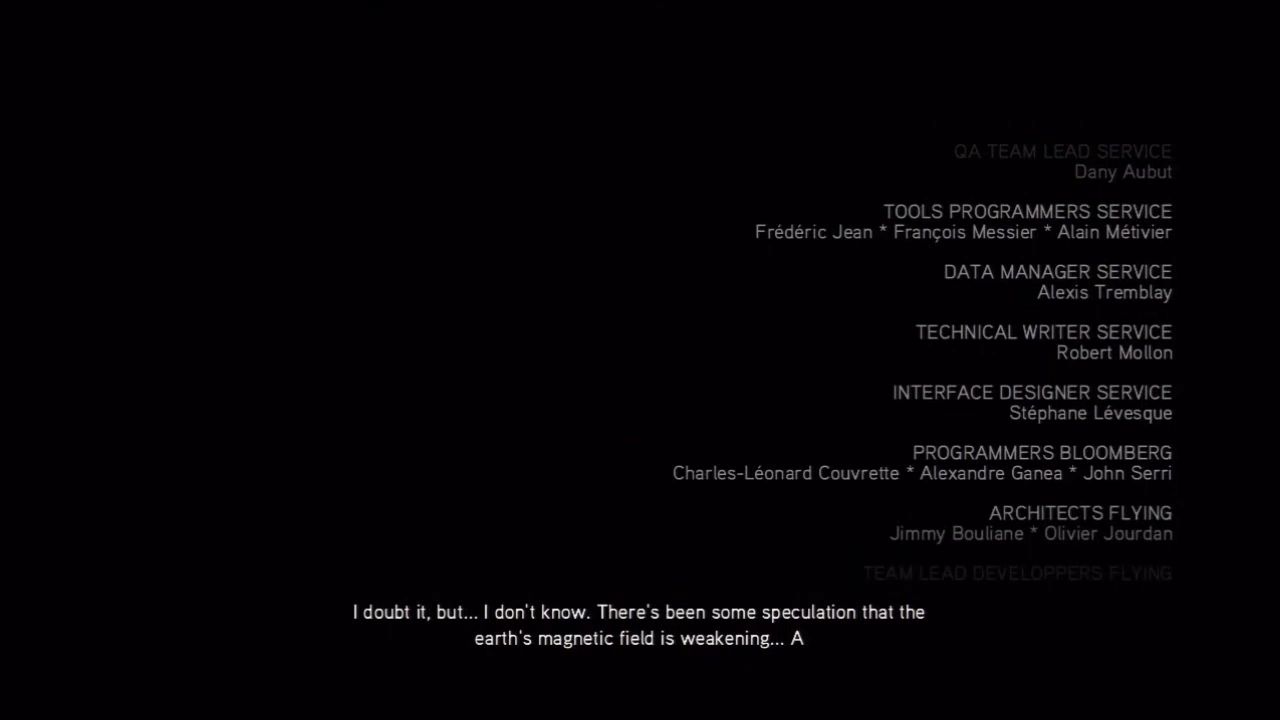 QA TEAM LEAD SERVICE
Dany Aubut
TOOLS PROGRAMMERS SERVICE
Frédéric Jean * François Messier * Alain Métivier
DATA MANAGER SERVICE
Alexis Tremblay
TECHNICAL WRITER SERVICE
Robert Mollon
INTERFACE DESIGNER SERVICE
Stéphane Lévesque
PROGRAMMERS BLOOMBERG
Charles-Léonard Couvrette * Alexandre Ganea * John Serri
ARCHITECTS FLYING
Jimmy Bouliane * Olivier Jourdan
TEAM LEAD DEVELOPPERS FLYING
I doubt it, but... I don't know. There's been some speculation that the
earth's magnetic field is weakening... A